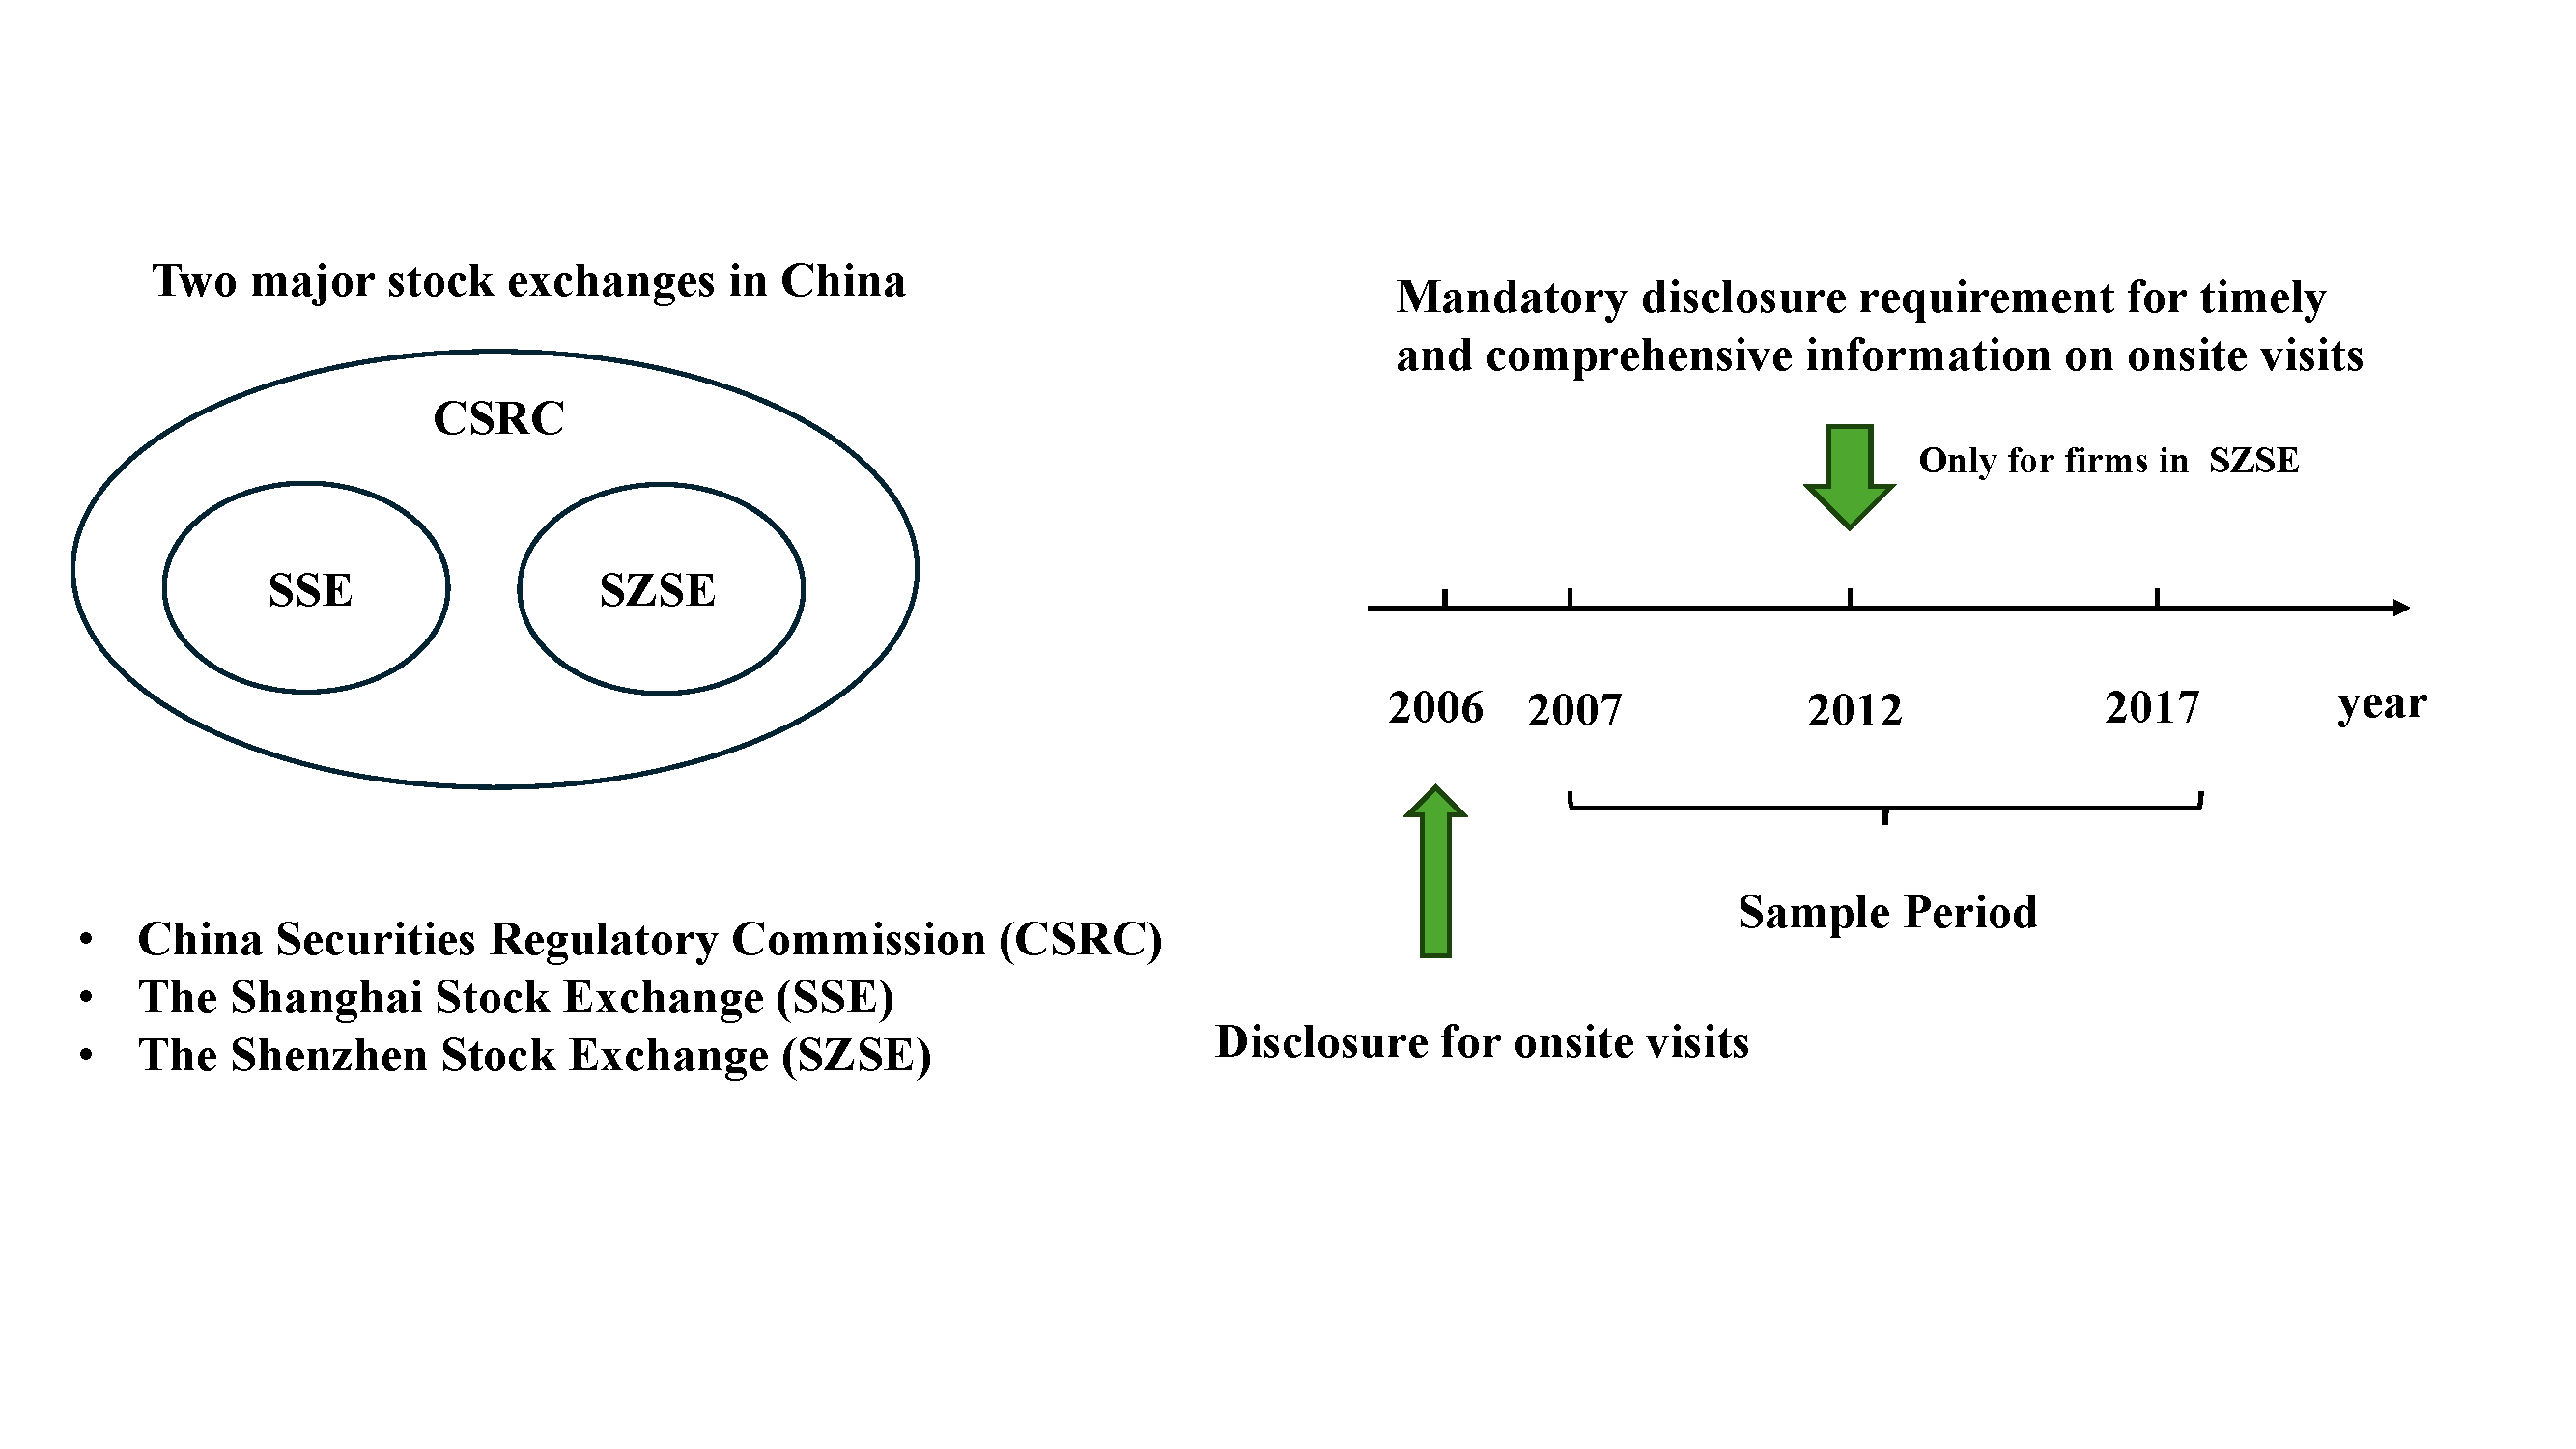 Two major stock exchanges in China
CSRC
SSE
SZSE
• China Securities Regulatory Commission (CSRC)
• The Shanghai Stock Exchange (SSE)
• The Shenzhen Stock Exchange (SZSE)
Mandatory disclosure requirement for timely
and comprehensive information on onsite visits
Only for firms in SZSE
2006
2007
2012
2017
year
Sample Period
Disclosure for onsite visits